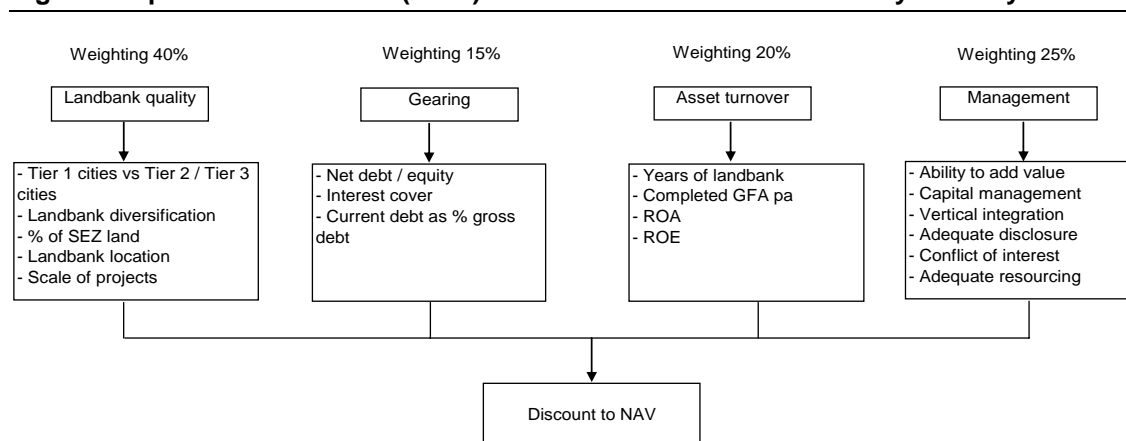 Weighting 40%
Weighting 15%
Weighting 20%
Weighting 25%
Landbank quality
Gearing
Asset turnover
Management
- Tier 1 cities vs Tier 2 / Tier 3
cities
- Landbank diversification
- % of SEZ land
- Landbank location
- Scale of projects
- Net debt / equity
- Interest cover
- Current debt as % gross
debt
- Years of landbank
- Completed GFA pa
- ROA
- ROE
- Ability to add value
- Capital management
- Vertical integration
- Adequate disclosure
- Conflict of interest
- Adequate resourcing
Discount to NAV